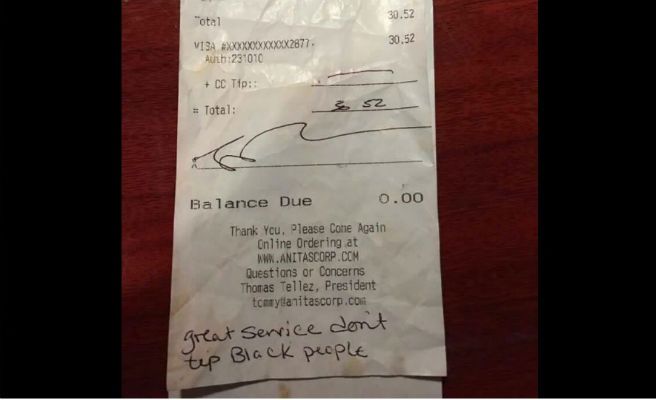 Total 30.52
VISA #XXXXXXXXXXXX2877. 30.52
Auth:231010
+ CC Tip::
= Total: 30 52
Balance Due 0.00
Thank You, Please Come Again
Online Ordering at
WWW.ANITASCORP.COM
Questions or Concerns
Thomas Tellez, President
tommy@anitascorp.com
great service don't
tip Black people